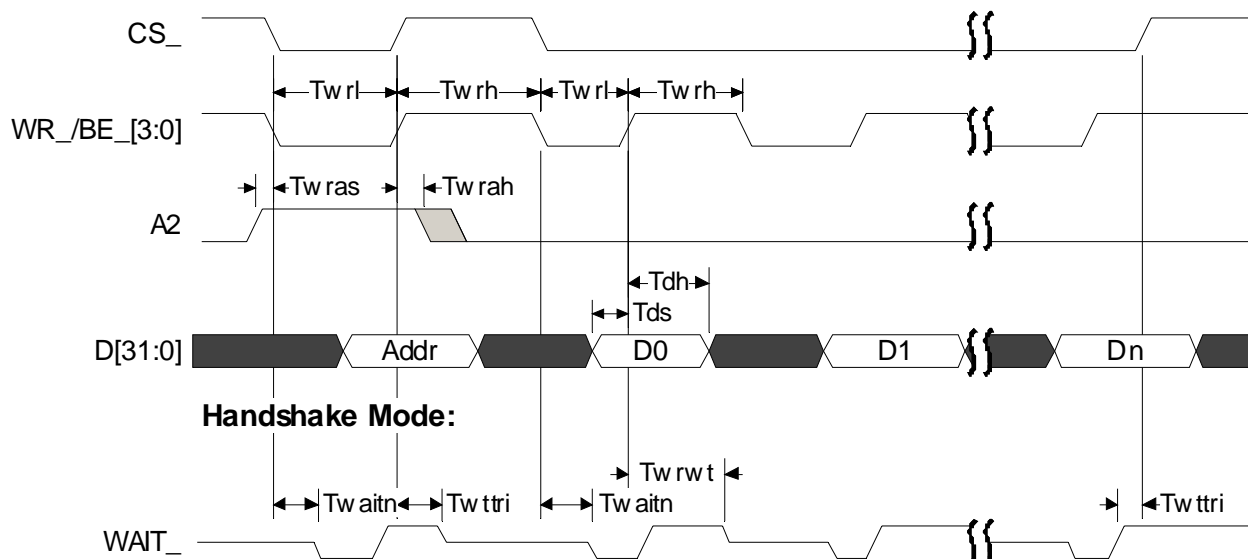 CS_
Twrl Twrh Twrl Twrh
WR_/BE_[3:0]
Twras Twrah
A2
Tdh
Tds
D[31:0] Addr D0 D1 Dn
Handshake Mode:
Twrwt
Twaitn Twttri Twaitn Twttri
WAIT_